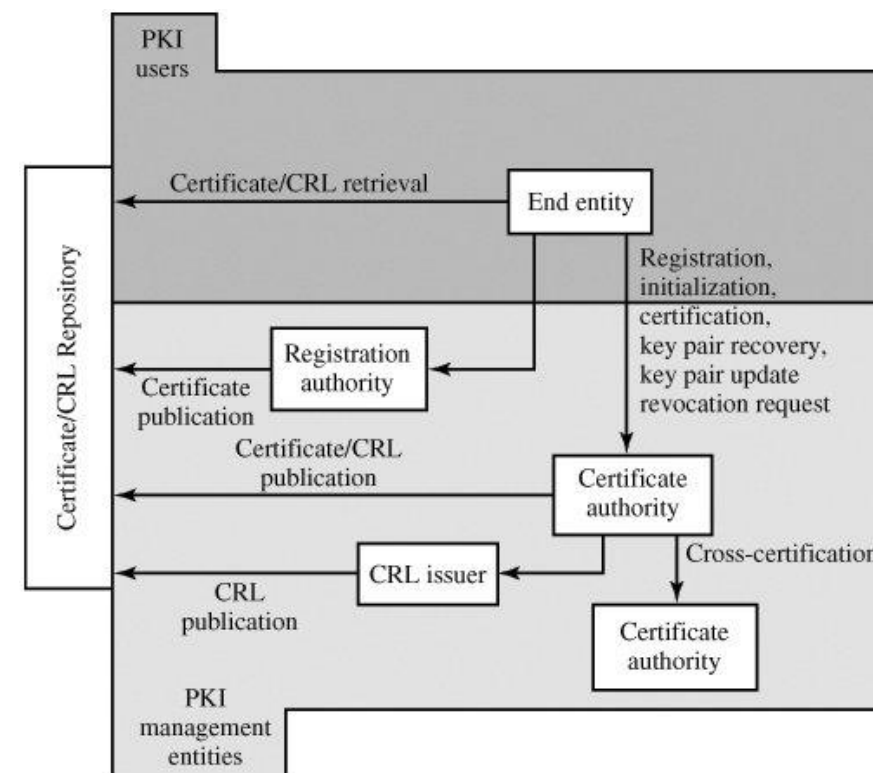 PKI
users
Certificate/CRL retrieval
End entity
Certificate/CRL Repository
Registration,
initialization,
certification,
key pair recovery,
key pair update
revocation request
Registration
authority
Certificate
publication
Certificate/CRL
publication
Certificate
authority
Cross-certification
CRL issuer
CRL
publication
Certificate
authority
PKI
management
entities